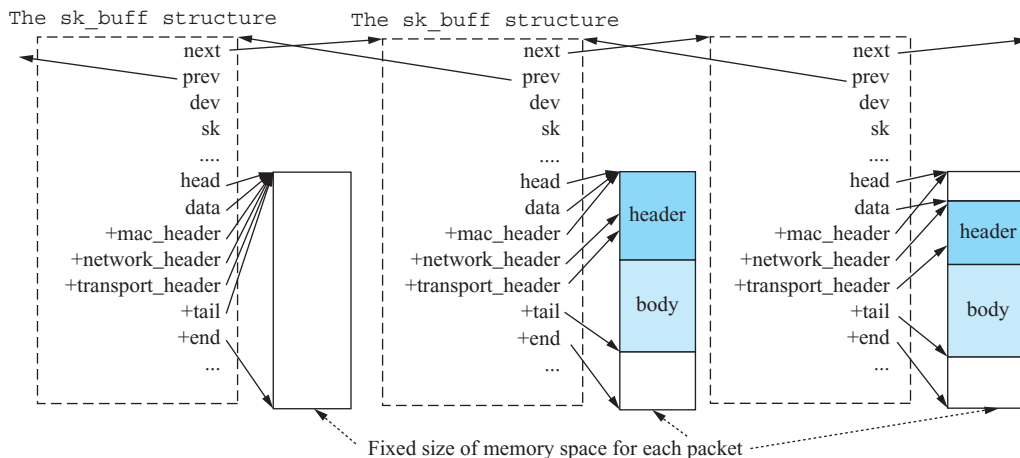 The sk_buff structure
next
prev
dev
sk
....
head
data
+mac_header
+network_header
+transport_header
+tail
+end
...
The sk_buff structure
next
prev
dev
sk
....
head
data
+mac_header
+network_header
+transport_header
+tail
+end
...
header
body
next
prev
dev
sk
....
head
data
+mac_header
+network_header
+transport_header
+tail
+end
...
header
body
Fixed size of memory space for each packet